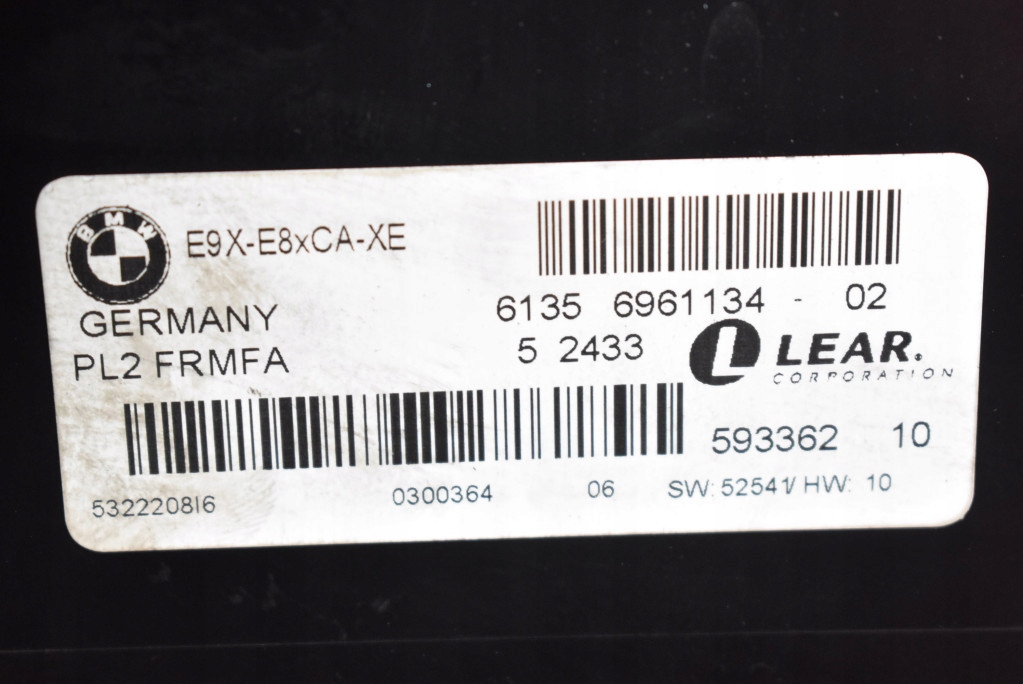 BMW
E9X-E8xCA-XE
GERMANY
PL2 FRMFA
6135 6961134 - 02
5 2433
L LEAR.
CORPORATION
593362 10
532220816 0300364 06 SW: 52541/ HW: 10